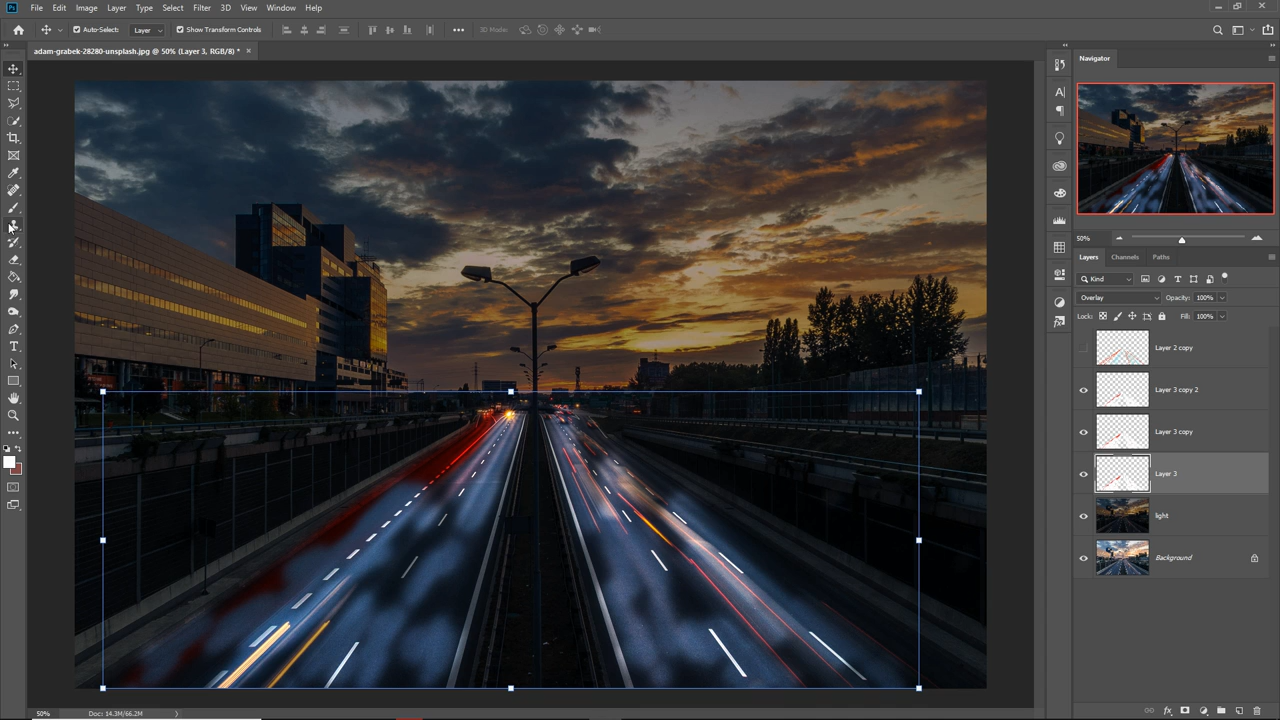 Ps File Edit Image Layer Type Select Filter 3D View Window Help
Auto-Select: Layer Show Transform Controls 3D Mode:
adam-grabek-28280-unsplash.jpg @ 50% (Layer 3, RGB/8) * ×
Navigator
50%
Layers Channels Paths
Kind
Overlay Opacity: 100%
Lock: Fill: 100%
Layer 2 copy
Layer 3 copy 2
Layer 3 copy
Layer 3
light
Background
50% Doc: 14.3M/66.2M